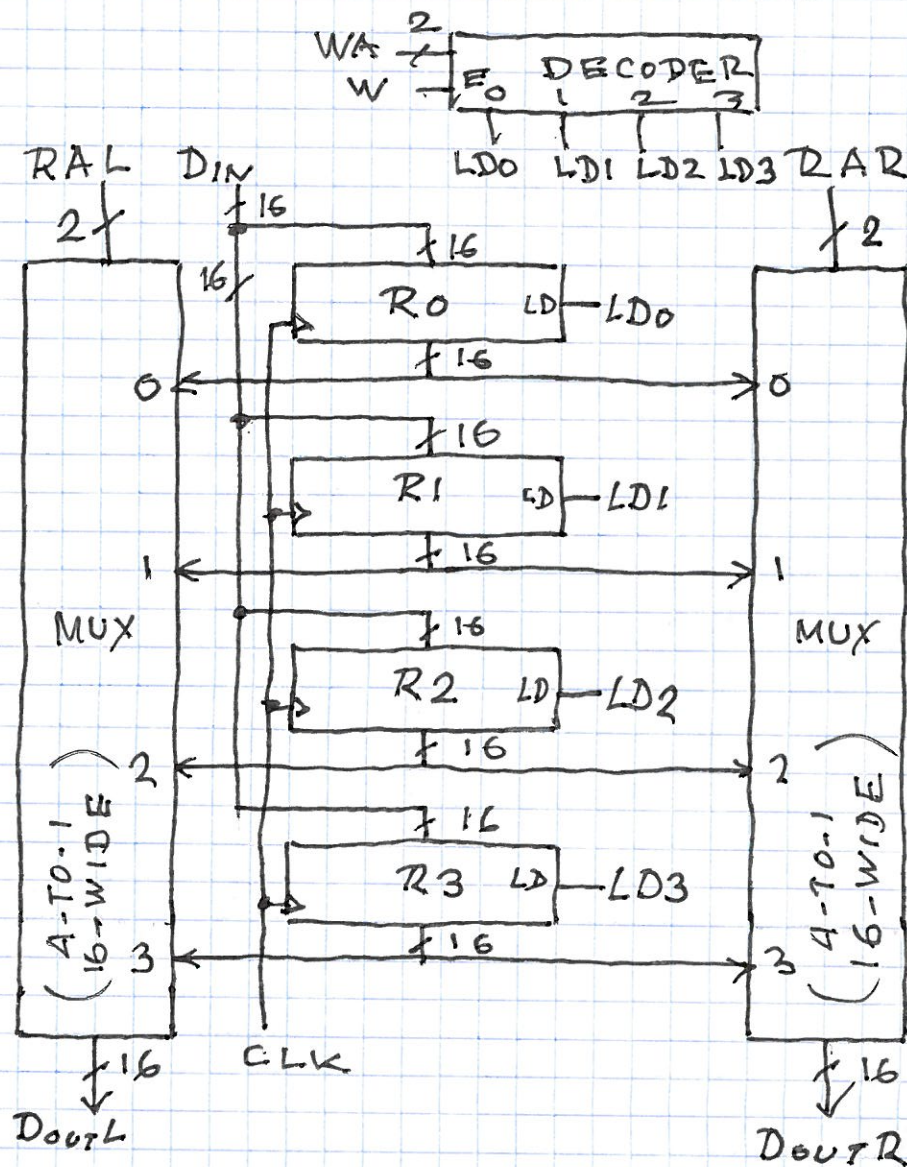 WA 2
W E0 DECODER
1 2 3
LD0 LD1 LD2 LD3
RAL DIN RAR
2 16 2
16 16
R0 LD LD0
16
0 0
16
R1 LD LD1
16
1 1
MUX MUX
16
R2 LD LD2
16
2 2
(4-TO-1 16-WIDE) (4-TO-1 16-WIDE)
16
R3 LD LD3
16
3 3
16 CLK 16
DOUTL DOUTR